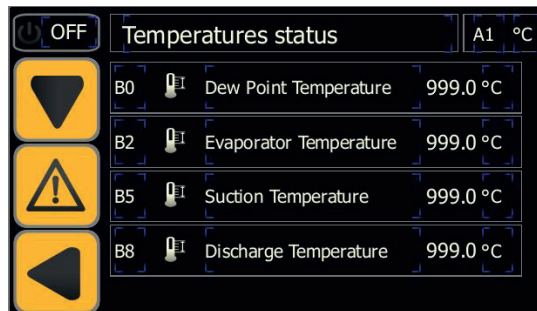 OFF Temperatures status A1 °C
B0 Dew Point Temperature 999.0 °C
B2 Evaporator Temperature 999.0 °C
B5 Suction Temperature 999.0 °C
B8 Discharge Temperature 999.0 °C